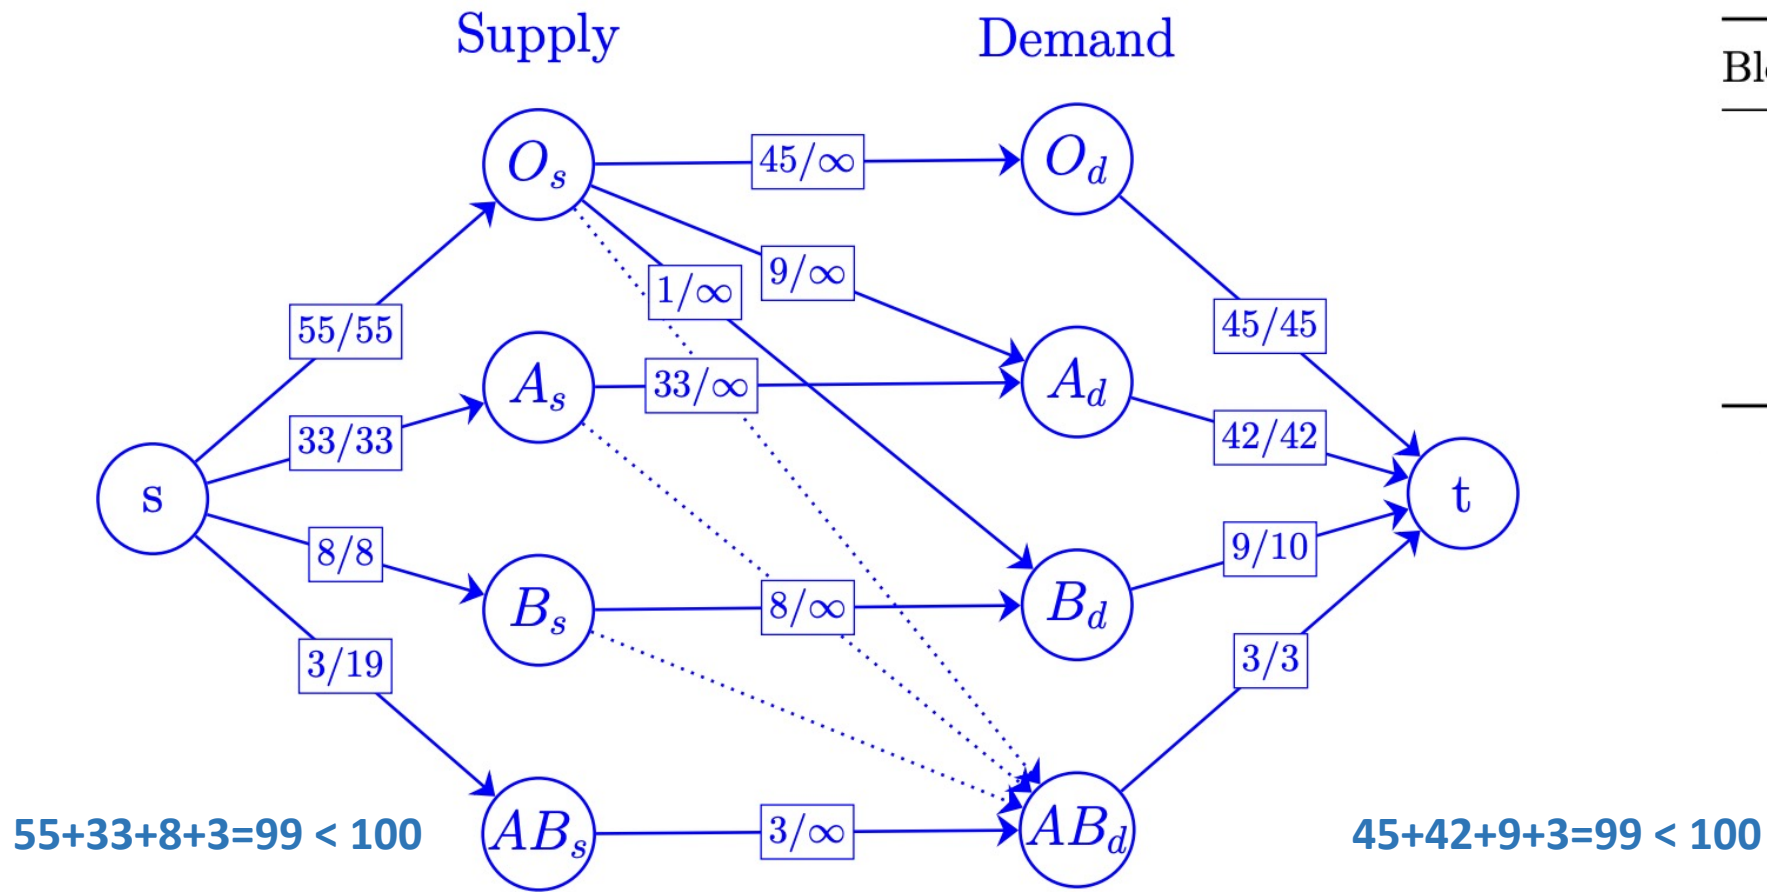 Supply
Demand
O_s
45/∞
O_d
9/∞
1/∞
55/55
45/45
A_s
33/∞
A_d
33/33
42/42
s
t
8/8
9/10
B_s
8/∞
B_d
3/19
3/3
AB_s
3/∞
AB_d
55+33+8+3=99 < 100
45+42+9+3=99 < 100